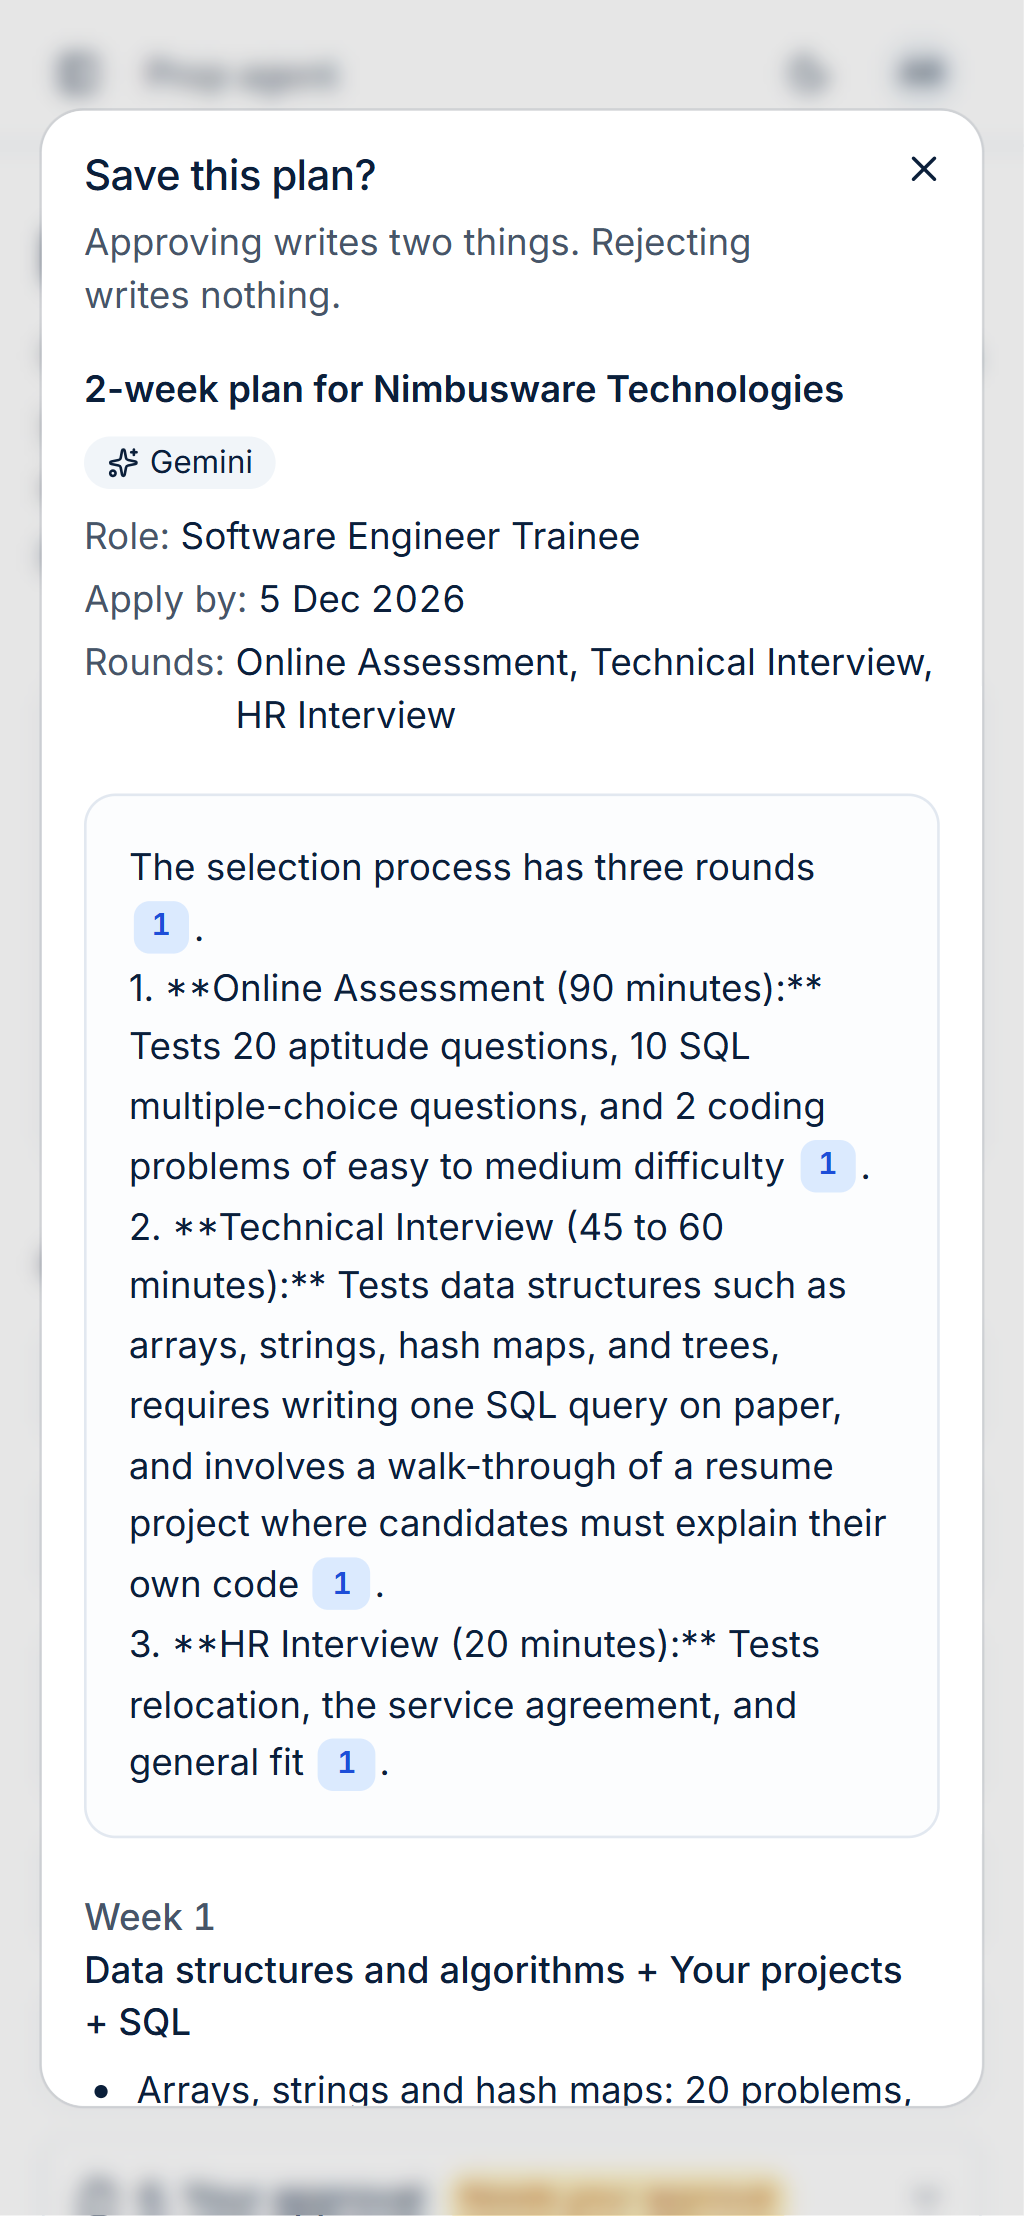 Prep agent
Save this plan?
Approving writes two things. Rejecting
writes nothing.
2-week plan for Nimbusware Technologies
Gemini
Role: Software Engineer Trainee
Apply by: 5 Dec 2026
Rounds: Online Assessment, Technical Interview,
HR Interview
The selection process has three rounds
1 .
1. **Online Assessment (90 minutes):**
Tests 20 aptitude questions, 10 SQL
multiple-choice questions, and 2 coding
problems of easy to medium difficulty 1 .
2. **Technical Interview (45 to 60
minutes):** Tests data structures such as
arrays, strings, hash maps, and trees,
requires writing one SQL query on paper,
and involves a walk-through of a resume
project where candidates must explain their
own code 1 .
3. **HR Interview (20 minutes):** Tests
relocation, the service agreement, and
general fit 1 .
Week 1
Data structures and algorithms + Your projects
+ SQL
• Arrays, strings and hash maps: 20 problems,